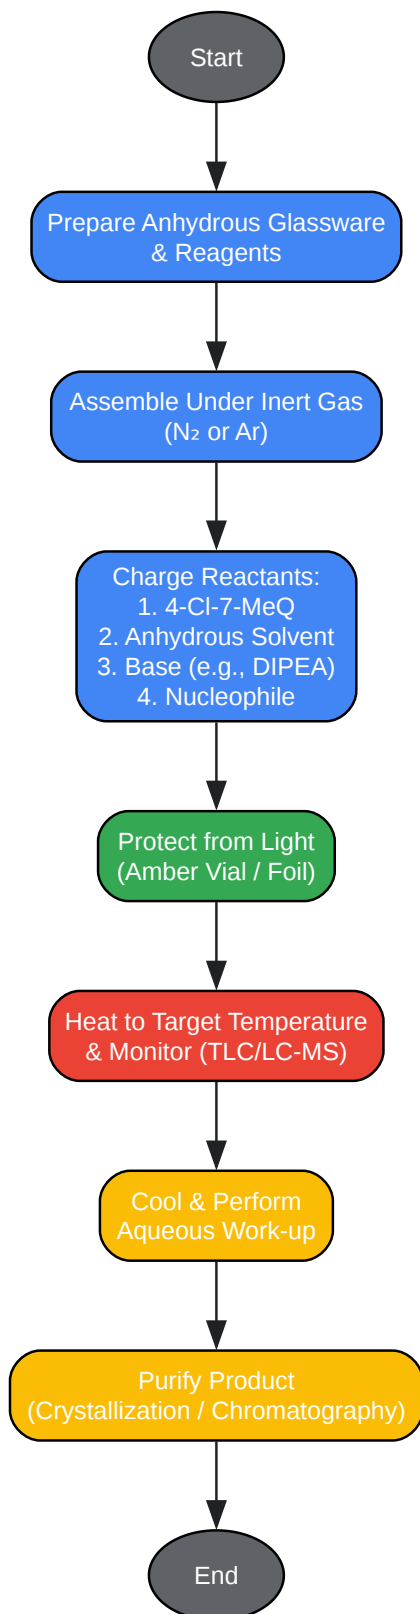 Start
Prepare Anhydrous Glassware
& Reagents
Assemble Under Inert Gas
(N₂ or Ar)
Charge Reactants:
1. 4-Cl-7-MeQ
2. Anhydrous Solvent
3. Base (e.g., DIPEA)
4. Nucleophile
Protect from Light
(Amber Vial / Foil)
Heat to Target Temperature
& Monitor (TLC/LC-MS)
Cool & Perform
Aqueous Work-up
Purify Product
(Crystallization / Chromatography)
End